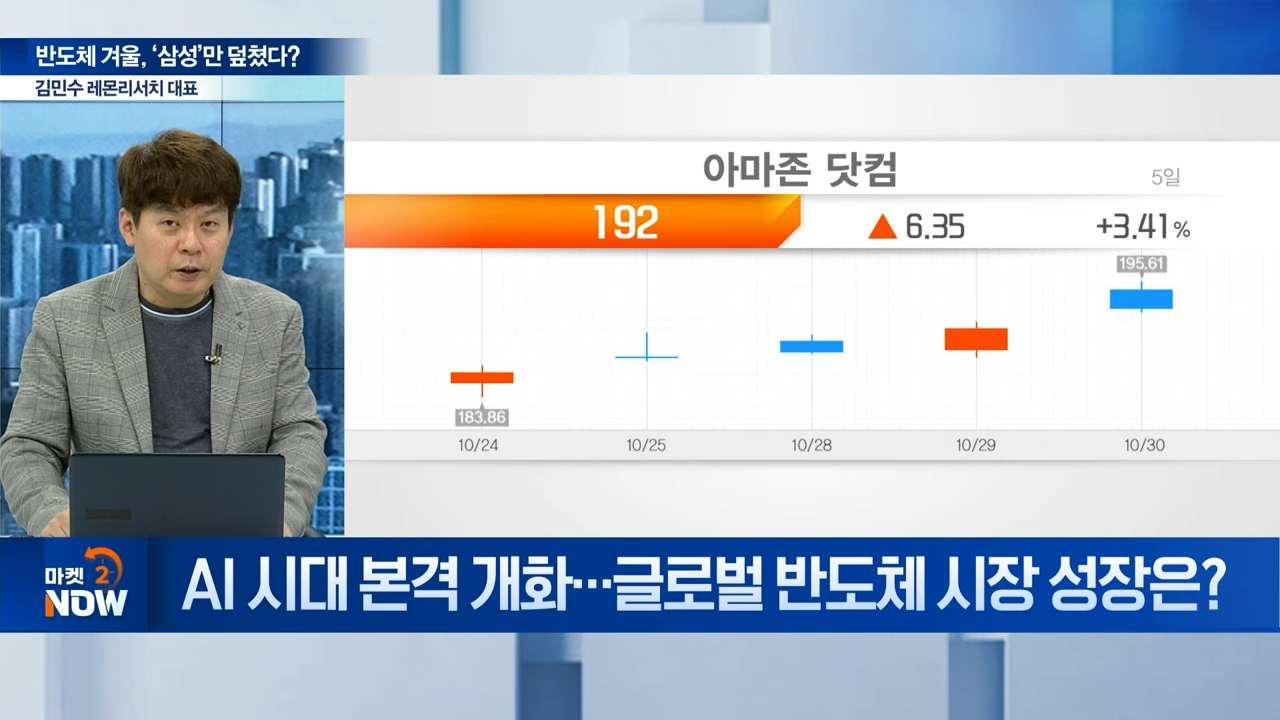 반도체 겨울, ‘삼성’만 덮쳤다?
김민수 레몬리서치 대표
아마존 닷컴
5일
192 ▲ 6.35 +3.41%
195.61
183.86
10/24 10/25 10/28 10/29 10/30
마켓 2
NOW
AI 시대 본격 개화…글로벌 반도체 시장 성장은?